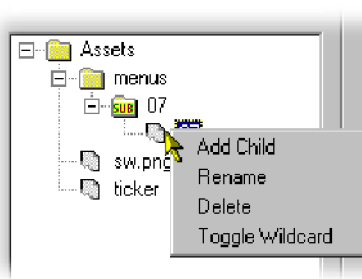 Assets
menus
SUB 07
Add Child
sw.png
Rename
ticker
Delete
Toggle Wildcard